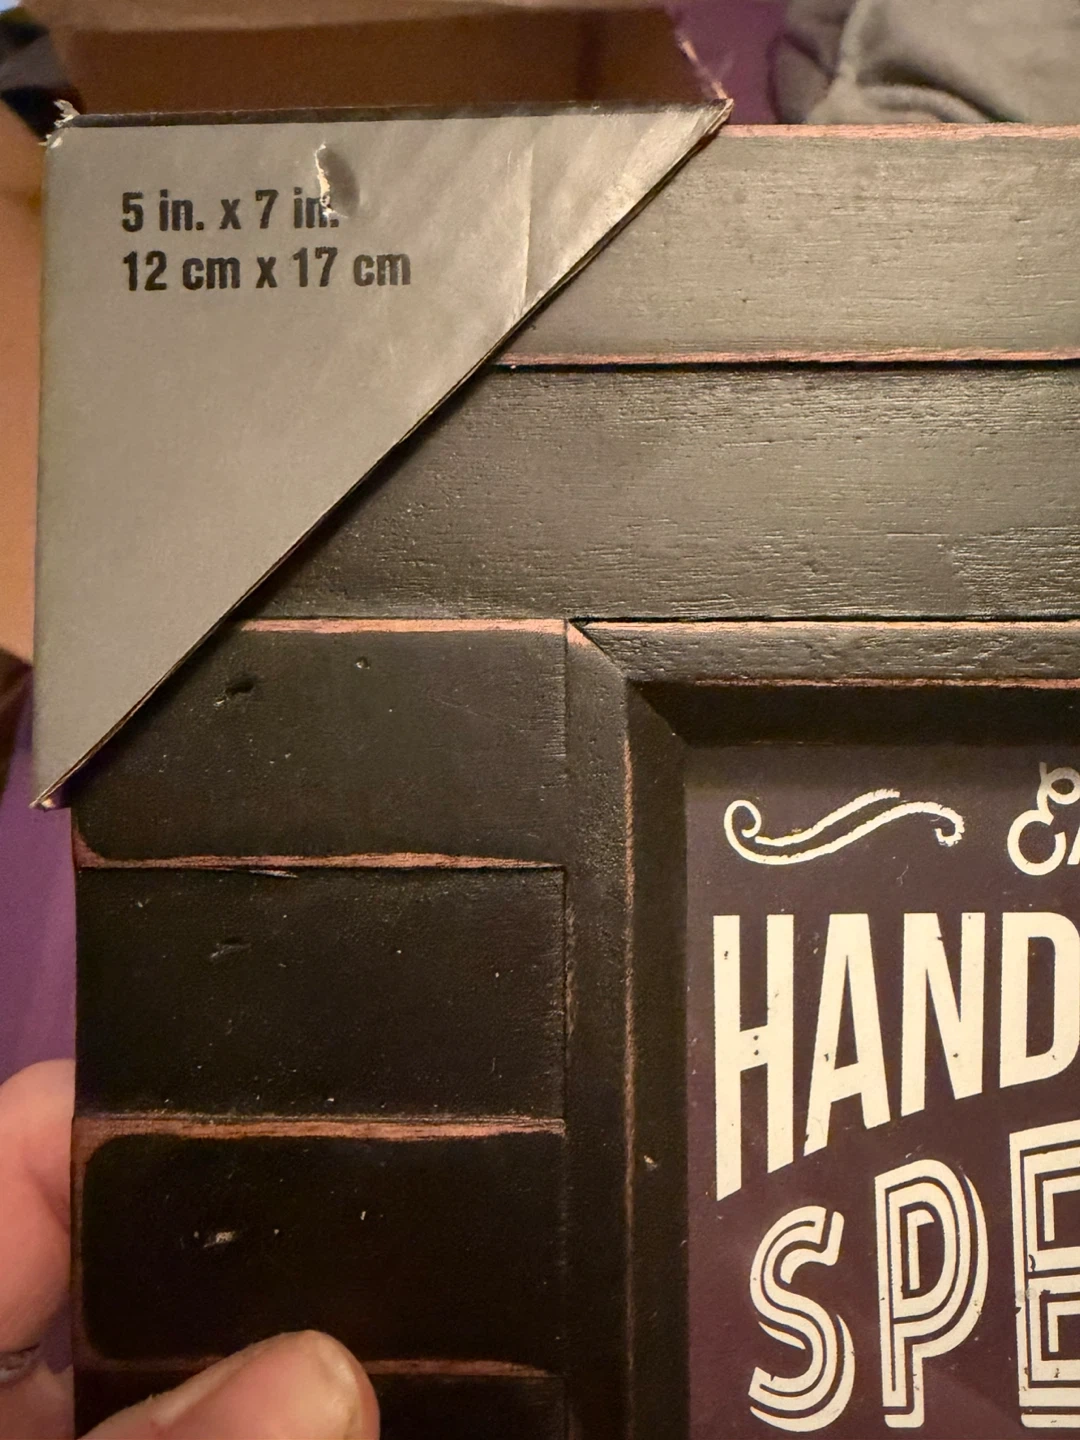 5 in. x 7 in.
12 cm x 17 cm
HAND
SPE